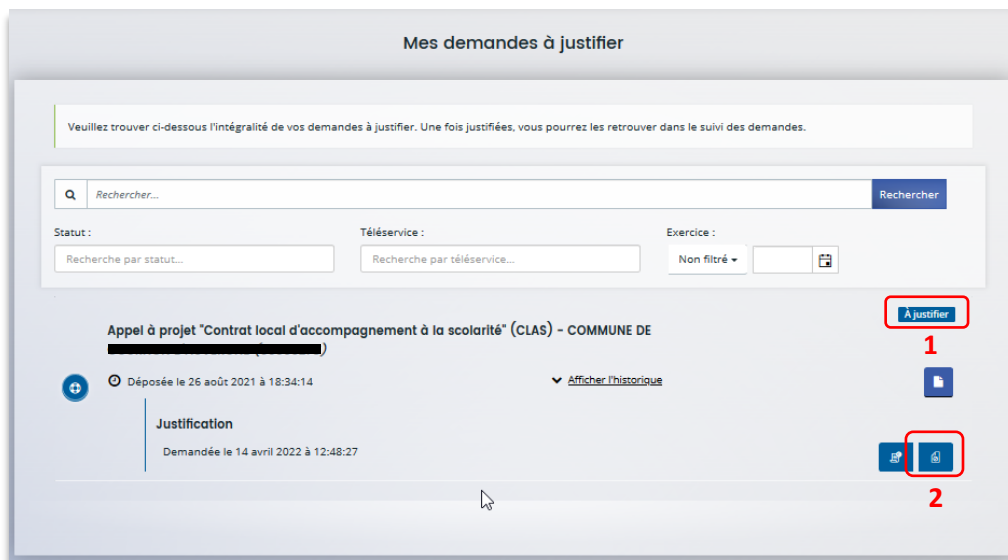 Mes demandes à justifier
Veuillez trouver ci-dessous l'intégralité de vos demandes à justifier. Une fois justifiées, vous pourrez les retrouver dans le suivi des demandes.
Rechercher...
Rechercher
Statut :
Téléservice :
Exercice :
Recherche par statut...
Recherche par téléservice...
Non filtré
À justifier
1
Appel à projet "Contrat local d'accompagnement à la scolarité" (CLAS) - COMMUNE DE
)
Déposée le 26 août 2021 à 18:34:14
Afficher l'historique
Justification
Demandée le 14 avril 2022 à 12:48:27
2